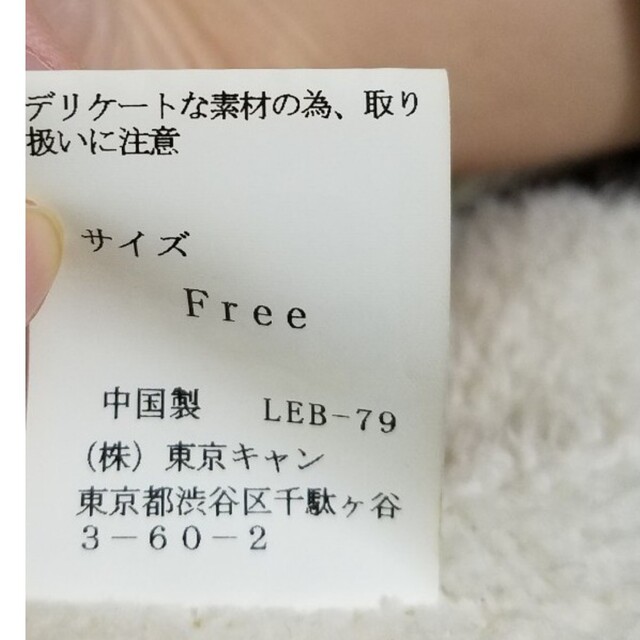 デリケートな素材の為、取り
扱いに注意
サイズ
Free
中国製 LEB-79
(株)東京キャン
東京都渋谷区千駄ヶ谷
3-60-2